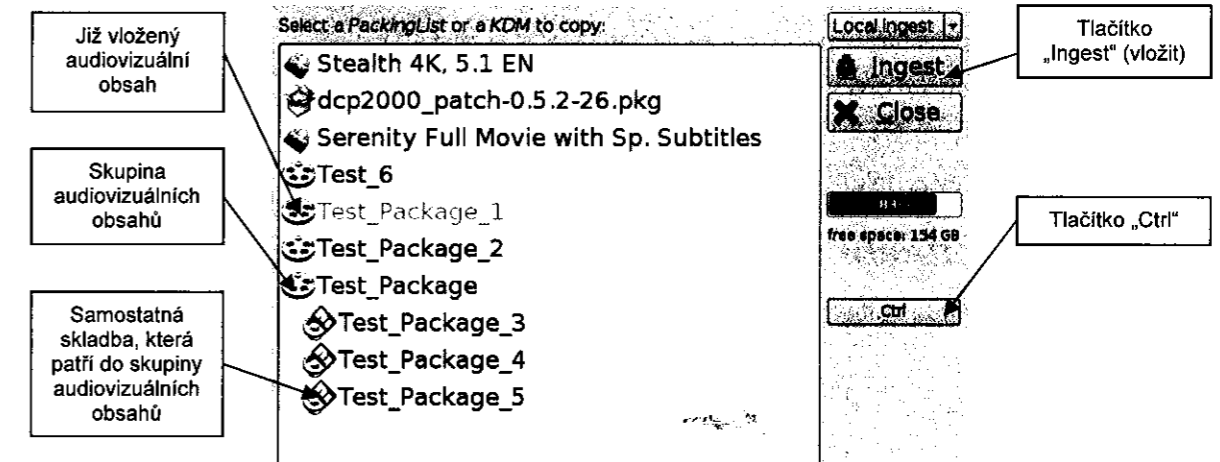 Již vložený
audiovizuální
obsah
Skupina
audiovizuálních
obsahů
Samostatná
skladba, která
patří do skupiny
audiovizuálních
obsahů
Select a PackingList or a KDM to copy:
Stealth 4K, 5.1 EN
dcp2000_patch-0.5.2-26.pkg
Serenity Full Movie with Sp. Subtitles
Test_6
Test_Package_1
Test_Package_2
Test_Package
Test_Package_3
Test_Package_4
Test_Package_5
Local Ingest
Ingest
Close
free space: 154 GB
Ctrl
Tlačítko
„Ingest“ (vložit)
Tlačítko „Ctrl“